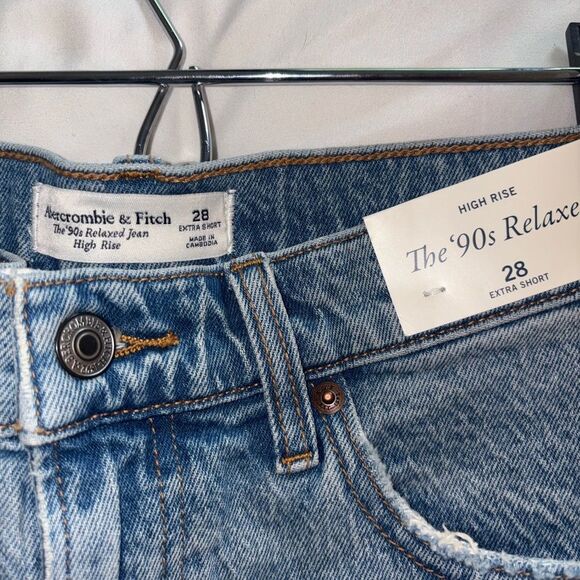 Abercrombie & Fitch
The '90s Relaxed Jean
High Rise
28
EXTRA SHORT
MADE IN
CAMBODIA
HIGH RISE
The '90s Relaxe
28
EXTRA SHORT